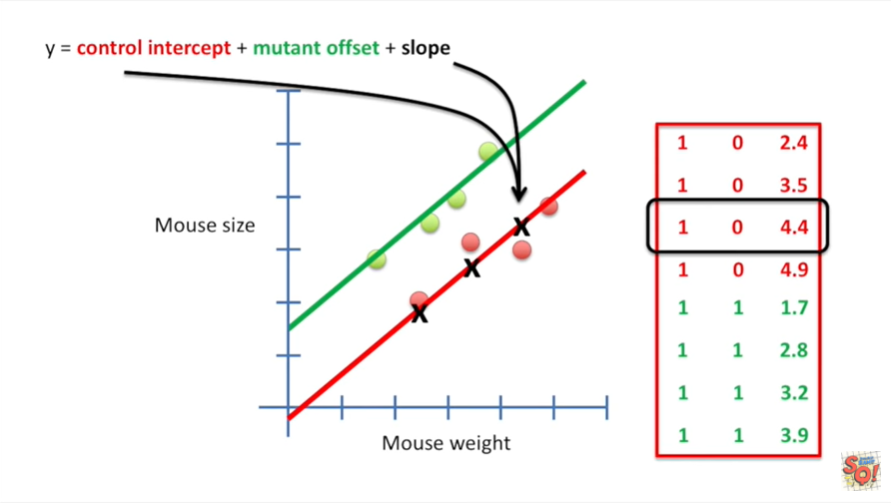 y = control intercept + mutant offset + slope
Mouse size
X
X
X
Mouse weight
1 0 2.4
1 0 3.5
1 0 4.4
1 0 4.9
1 1 1.7
1 1 2.8
1 1 3.2
1 1 3.9
SO!